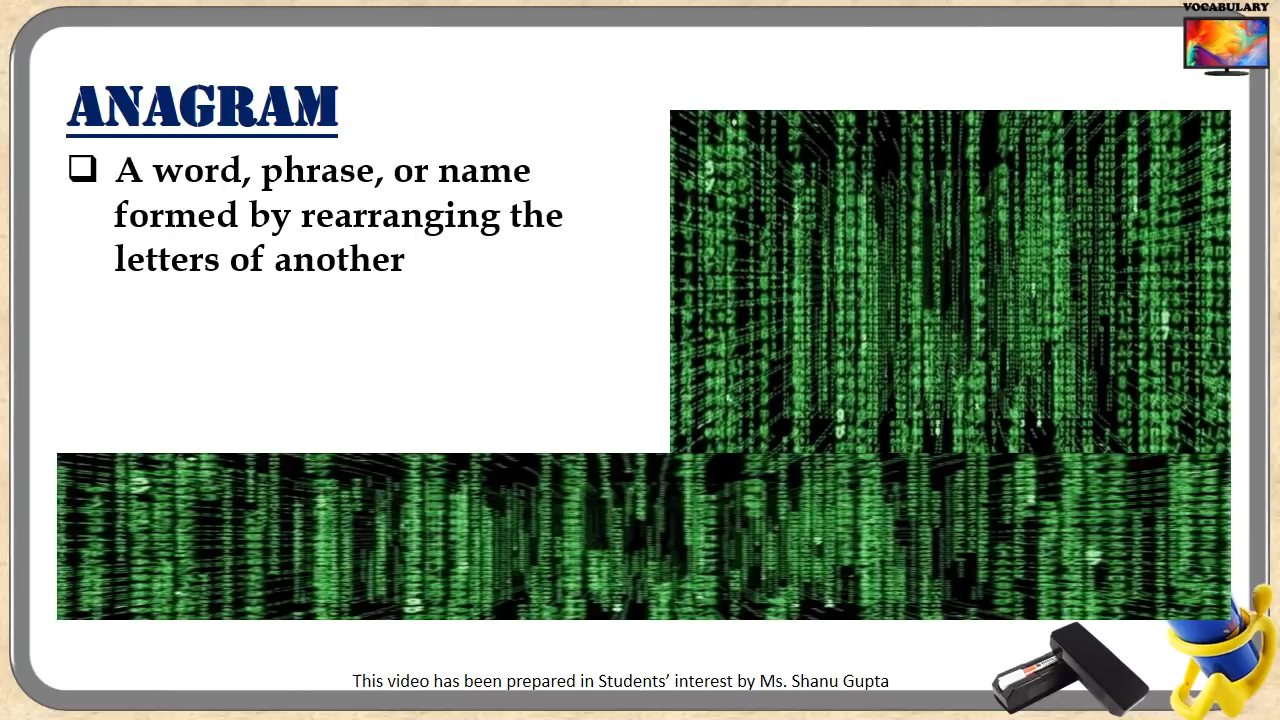 VOCABULARY
ANAGRAM
A word, phrase, or name
formed by rearranging the
letters of another
This video has been prepared in Students’ interest by Ms. Shanu Gupta